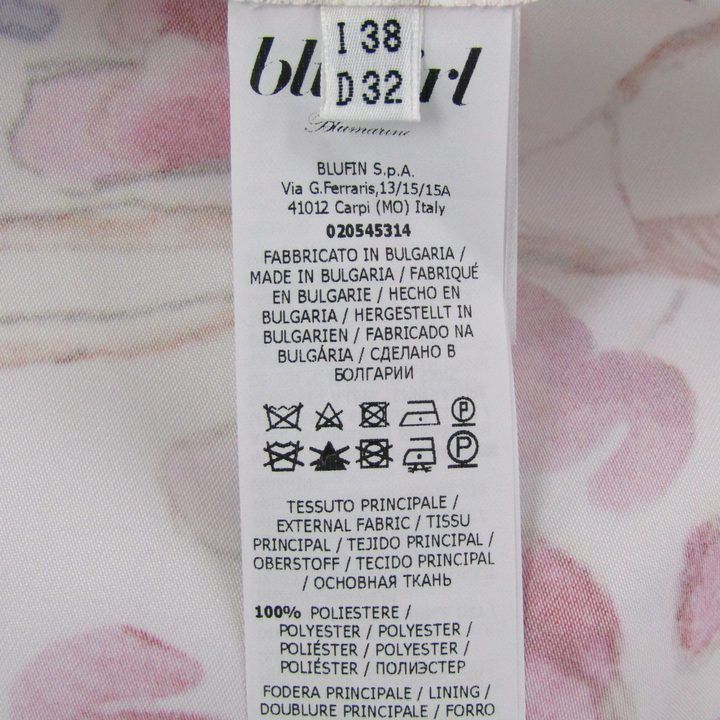 I 38
D 32
Blumarine
BLUFIN S.p.A.
Via G.Ferraris,13/15/15A
41012 Carpi (MO) Italy
020545314
FABBRICATO IN BULGARIA /
MADE IN BULGARIA / FABRIQUÉ
EN BULGARIE / HECHO EN
BULGARIA / HERGESTELLT IN
BULGARIEN / FABRICADO NA
BULGÁRIA / СДЕЛАНО В
БОЛГАРИИ
TESSUTO PRINCIPALE /
EXTERNAL FABRIC / TISSU
PRINCIPAL / TEJIDO PRINCIPAL /
OBERSTOFF / TECIDO PRINCIPAL
/ ОСНОВНАЯ ТКАНЬ
100% POLIESTERE /
POLYESTER / POLYESTER /
POLIÉSTER / POLYESTER /
POLIÉSTER / ПОЛИЭСТЕР
FODERA PRINCIPALE / LINING /
DOUBLURE PRINCIPALE / FORRO